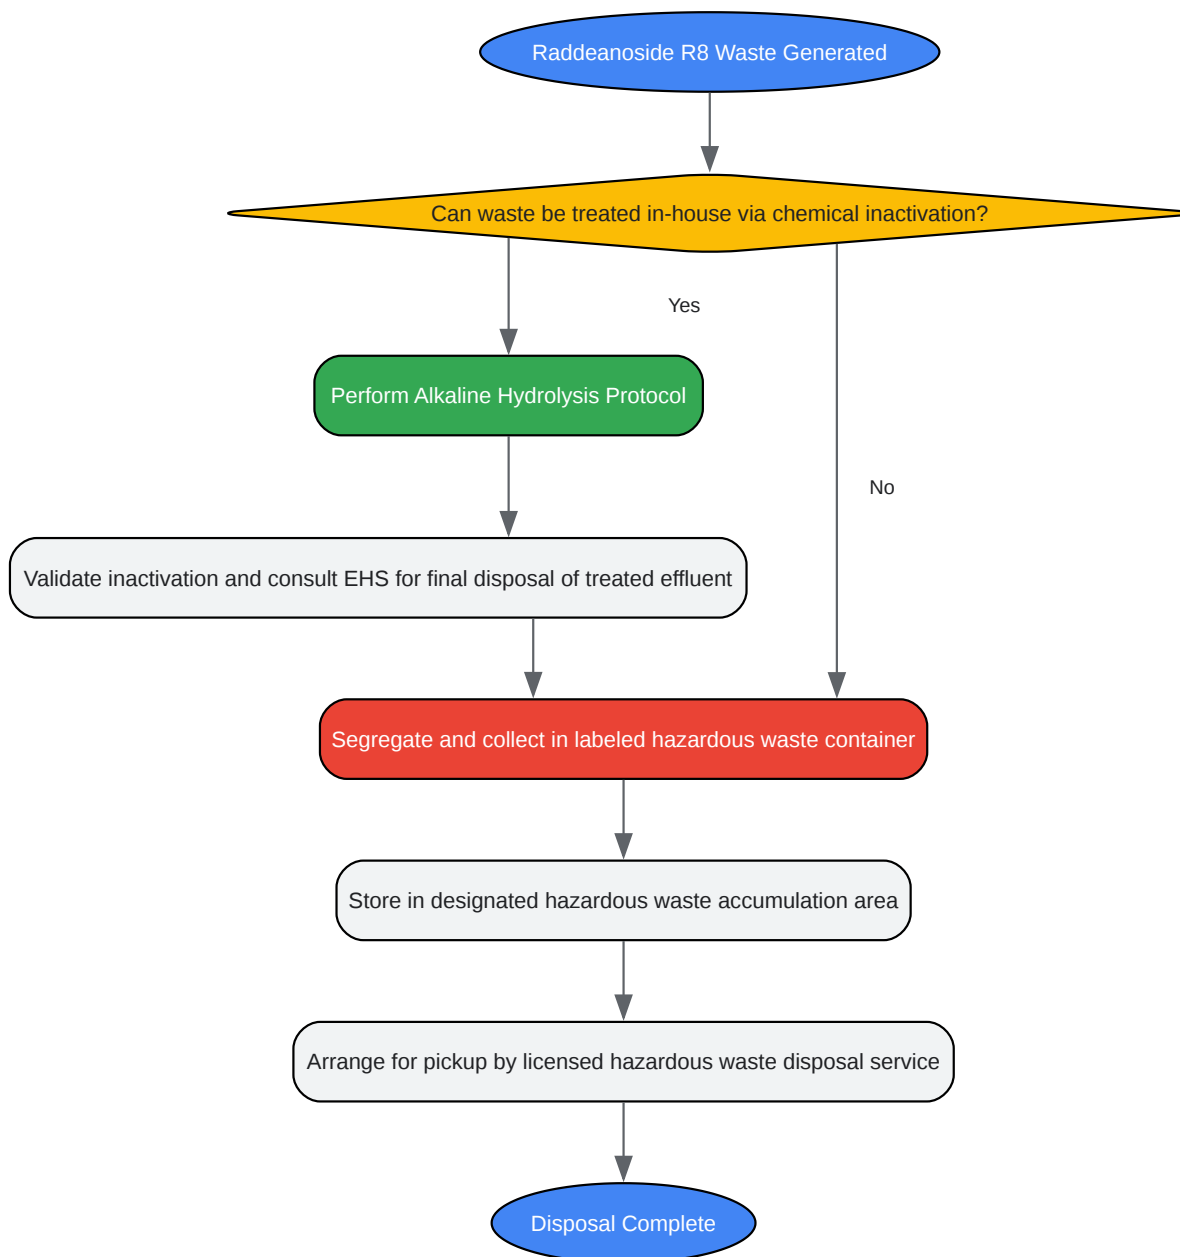 Raddeanoside R8 Waste Generated
Can waste be treated in-house via chemical inactivation?
Yes
Perform Alkaline Hydrolysis Protocol
No
Validate inactivation and consult EHS for final disposal of treated effluent
Segregate and collect in labeled hazardous waste container
Store in designated hazardous waste accumulation area
Arrange for pickup by licensed hazardous waste disposal service
Disposal Complete